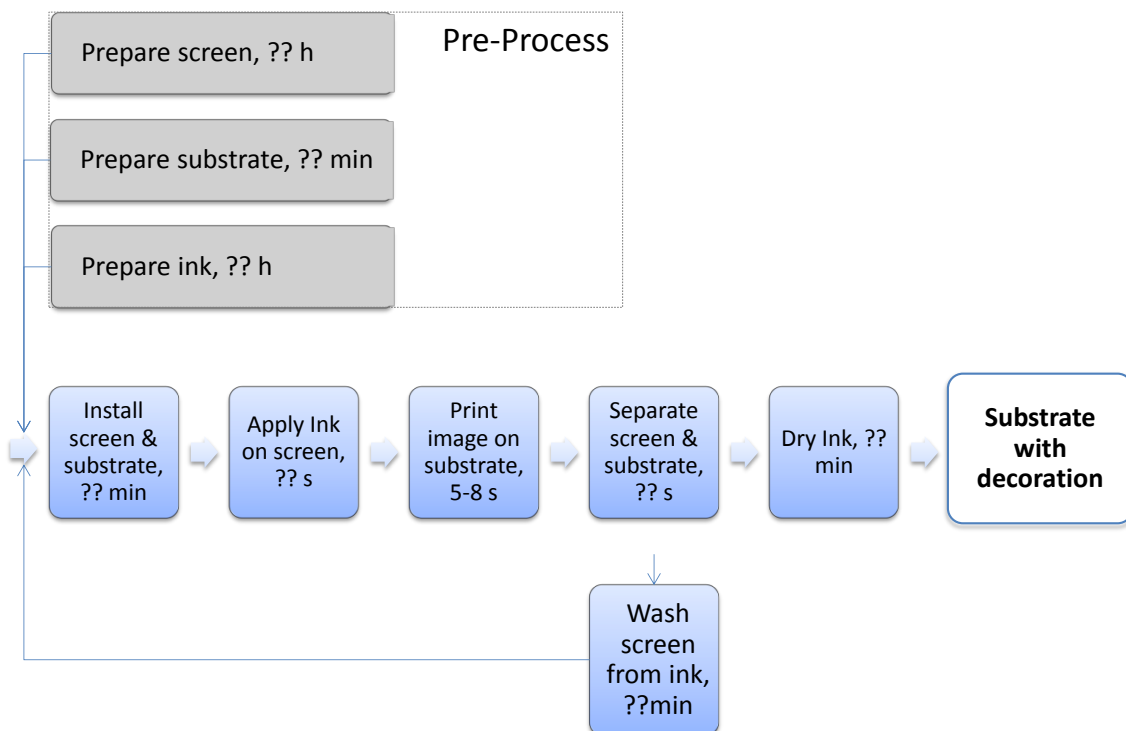 Pre-Process
Prepare screen, ?? h
Prepare substrate, ?? min
Prepare ink, ?? h
Install
screen &
substrate,
?? min
Apply Ink
on screen,
?? s
Print
image on
substrate,
5-8 s
Separate
screen &
substrate,
?? s
Dry Ink, ??
min
Substrate
with
decoration
Wash
screen
from ink,
??min